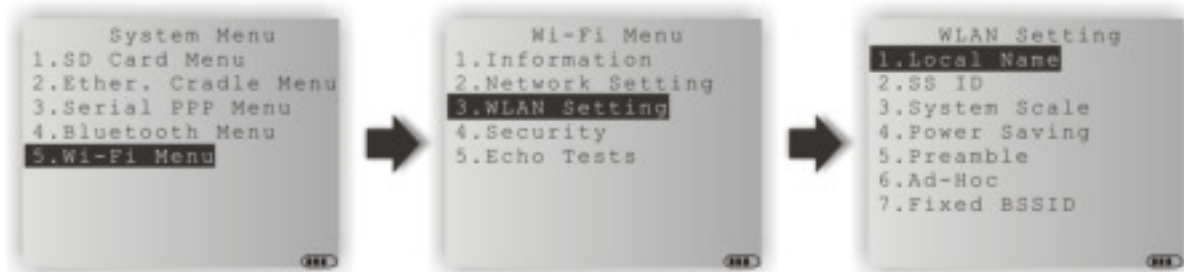 System Menu
1.SD Card Menu
2.Ether. Cradle Menu
3.Serial PPP Menu
4.Bluetooth Menu
5.Wi-Fi Menu
Wi-Fi Menu
1.Information
2.Network Setting
3.WLAN Setting
4.Security
5.Echo Tests
WLAN Setting
1.Local Name
2.SS ID
3.System Scale
4.Power Saving
5.Preamble
6.Ad-Hoc
7.Fixed BSSID